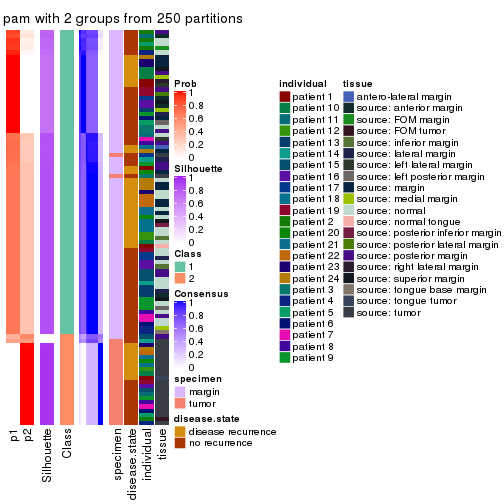 pam with 2 groups from 250 partitions
Prob
1
0.8
0.6
0.4
0.2
0
Silhouette
1
0.8
0.6
0.4
0.2
0
Class
1
2
Consensus
1
0.8
0.6
0.4
0.2
0
specimen
margin
tumor
disease.state
disease recurrence
no recurrence
individual
patient 1
patient 10
patient 11
patient 12
patient 13
patient 14
patient 15
patient 16
patient 17
patient 18
patient 19
patient 2
patient 20
patient 21
patient 22
patient 23
patient 24
patient 3
patient 4
patient 5
patient 6
patient 7
patient 8
patient 9
tissue
antero-lateral margin
source: anterior margin
source: FOM margin
source: FOM tumor
source: inferior margin
source: lateral margin
source: left lateral margin
source: left posterior margin
source: margin
source: medial margin
source: normal
source: normal tongue
source: posterior inferior margin
source: posterior lateral margin
source: posterior margin
source: right lateral margin
source: superior margin
source: tongue base margin
source: tongue tumor
source: tumor
p1
p2
Silhouette
Class
specimen
disease.state
individual
tissue